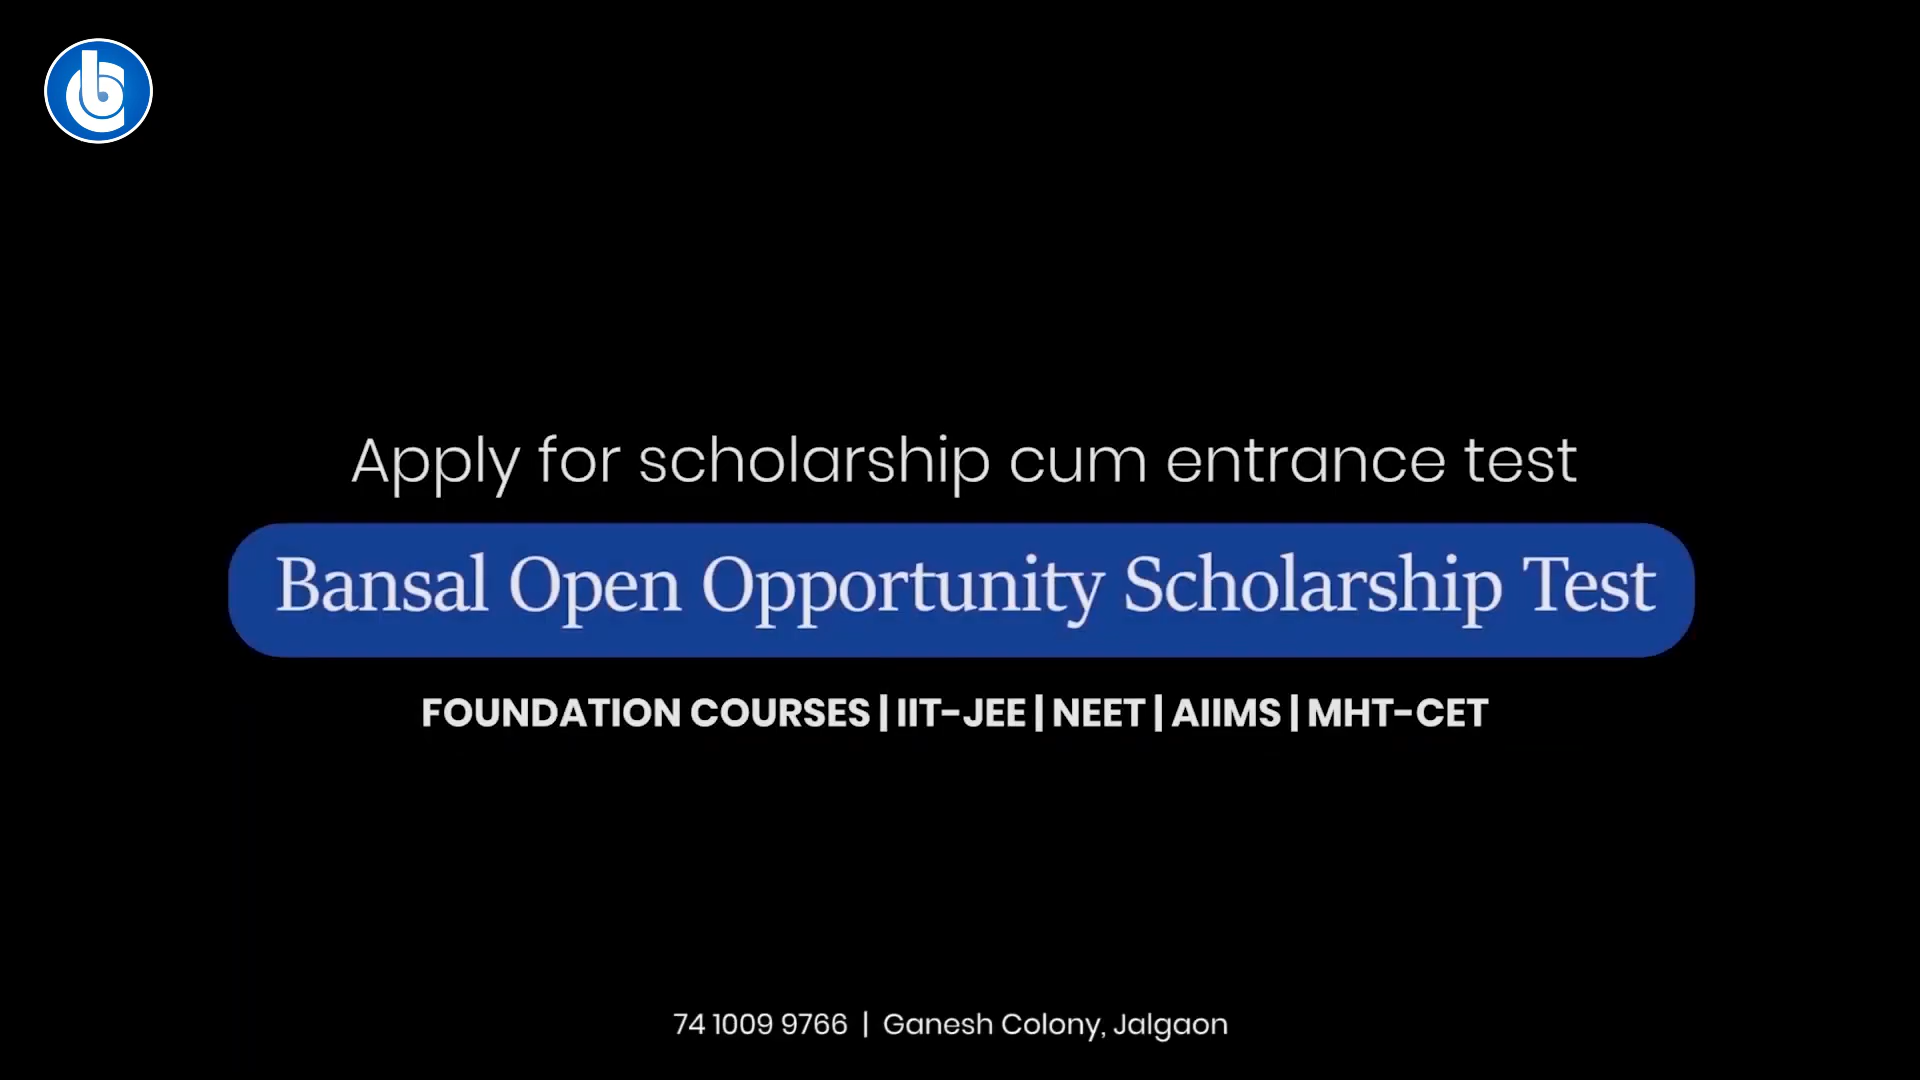 Apply for scholarship cum entrance test
Bansal Open Opportunity Scholarship Test
FOUNDATION COURSES | IIT-JEE | NEET | AIIMS | MHT-CET
74 1009 9766 | Ganesh Colony, Jalgaon